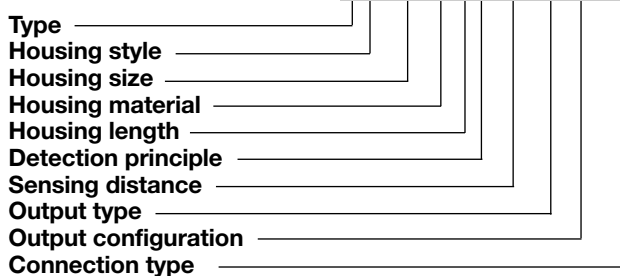 Type
Housing style
Housing size
Housing material
Housing length
Detection principle
Sensing distance
Output type
Output configuration
Connection type